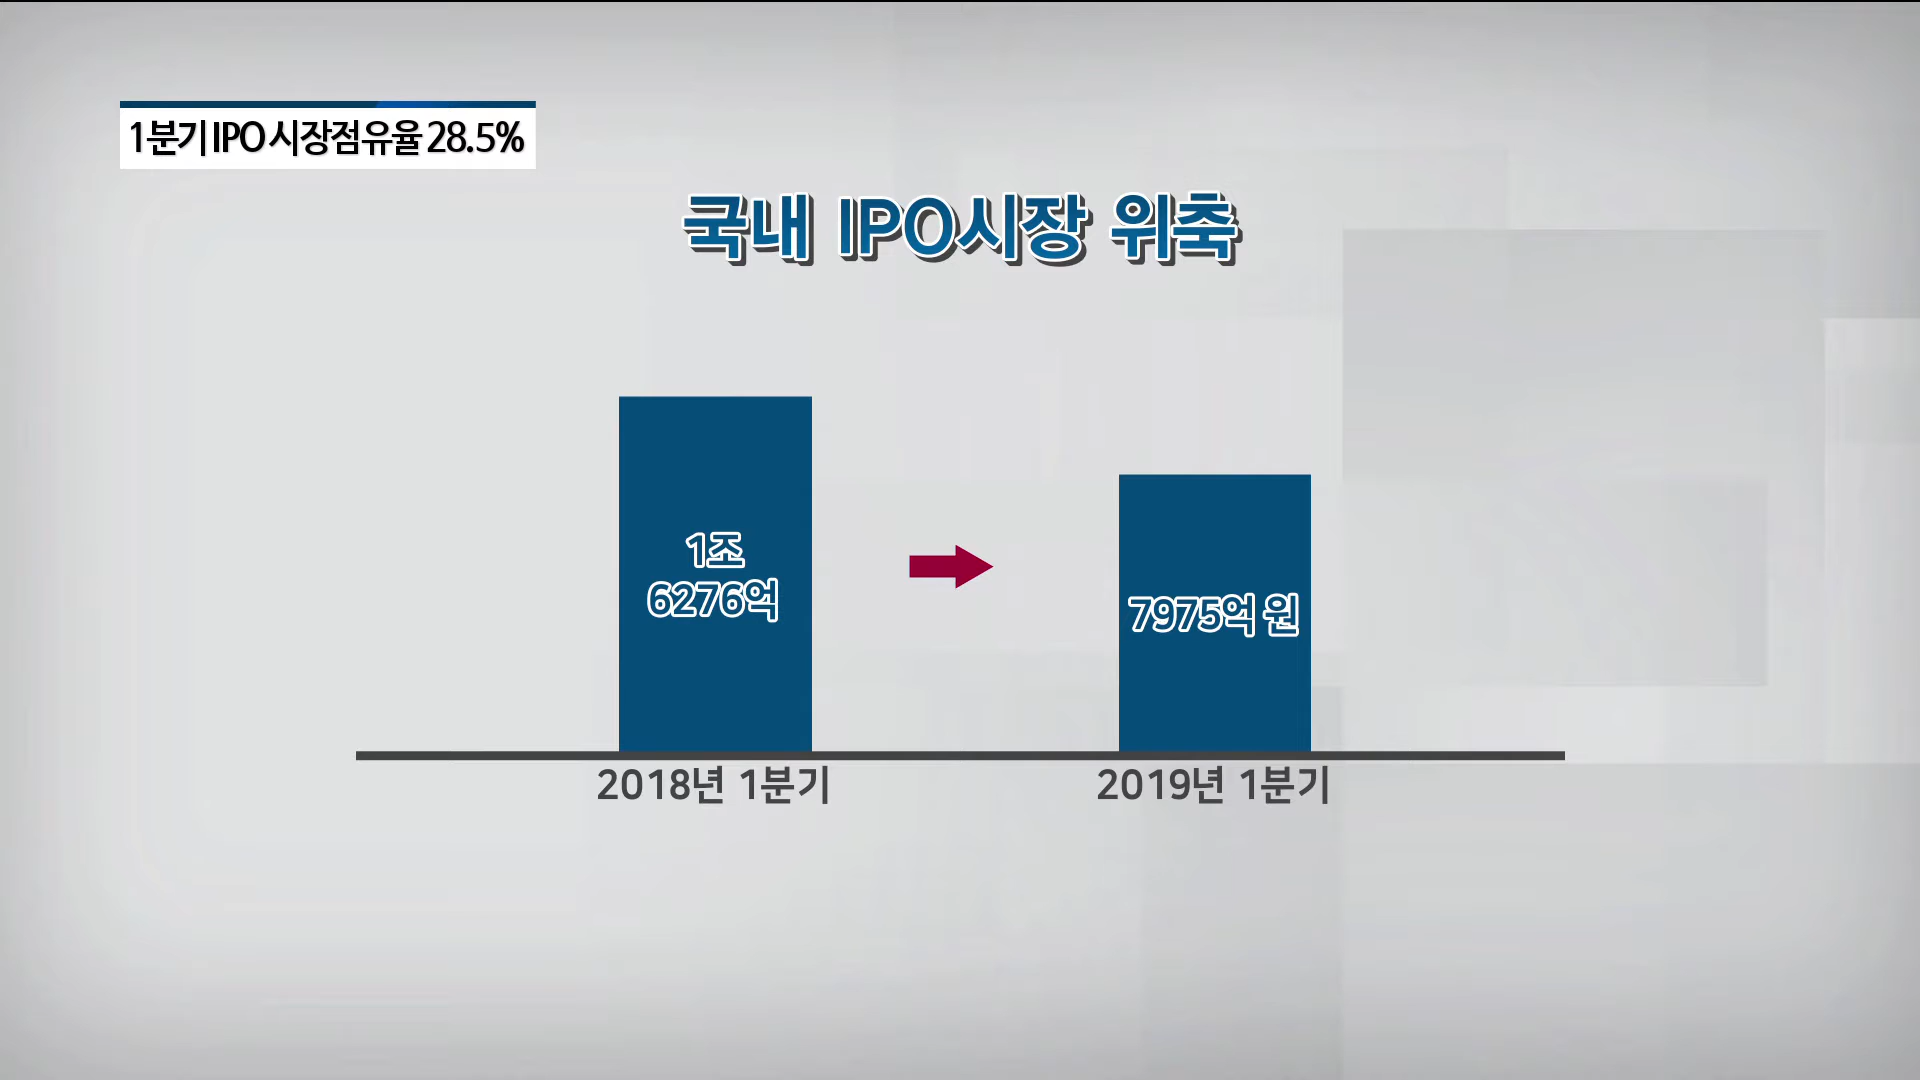 1분기 IPO 시장점유율 28.5%
국내 IPO시장 위축
1조
6276억
7975억 원
2018년 1분기
2019년 1분기